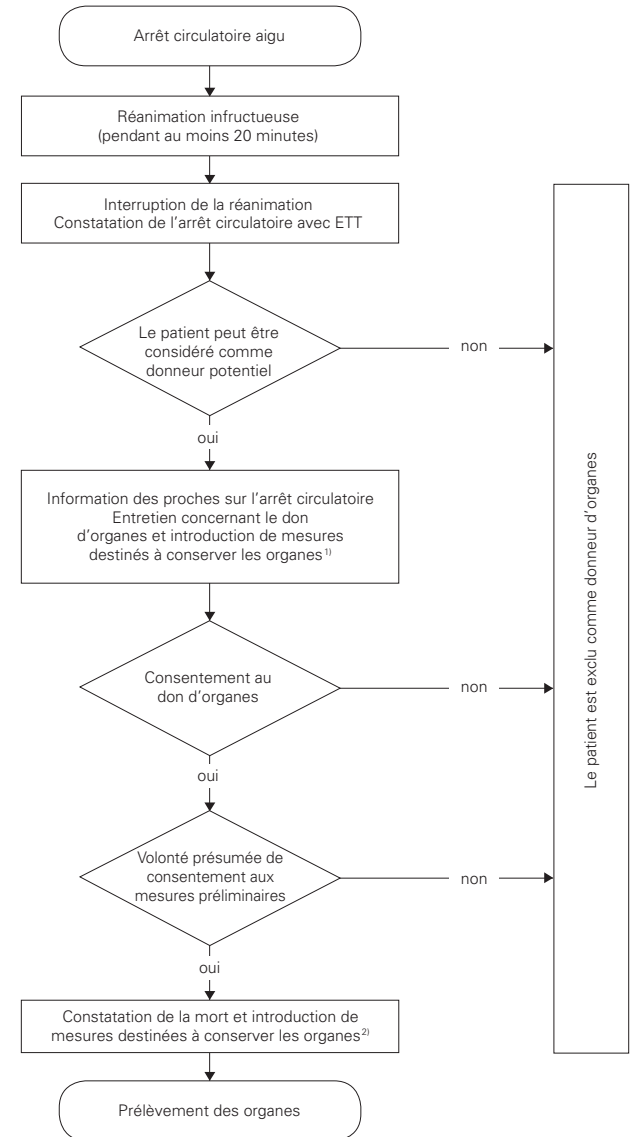 Arrêt circulatoire aigu
Réanimation infructueuse
(pendant au moins 20 minutes)
Interruption de la réanimation
Constatation de l'arrêt circulatoire avec ETT
Le patient peut être
considéré comme
donneur potentiel
non
oui
Information des proches sur l'arrêt circulatoire
Entretien concernant le don
d'organes et introduction de mesures
destinés à conserver les organes 1)
Consentement au
don d'organes
non
oui
Volonté présumée de
consentement aux
mesures préliminaires
non
oui
Constatation de la mort et introduction de
mesures destinées à conserver les organes 2)
Prélèvement des organes
Le patient est exclu comme donneur d'organes